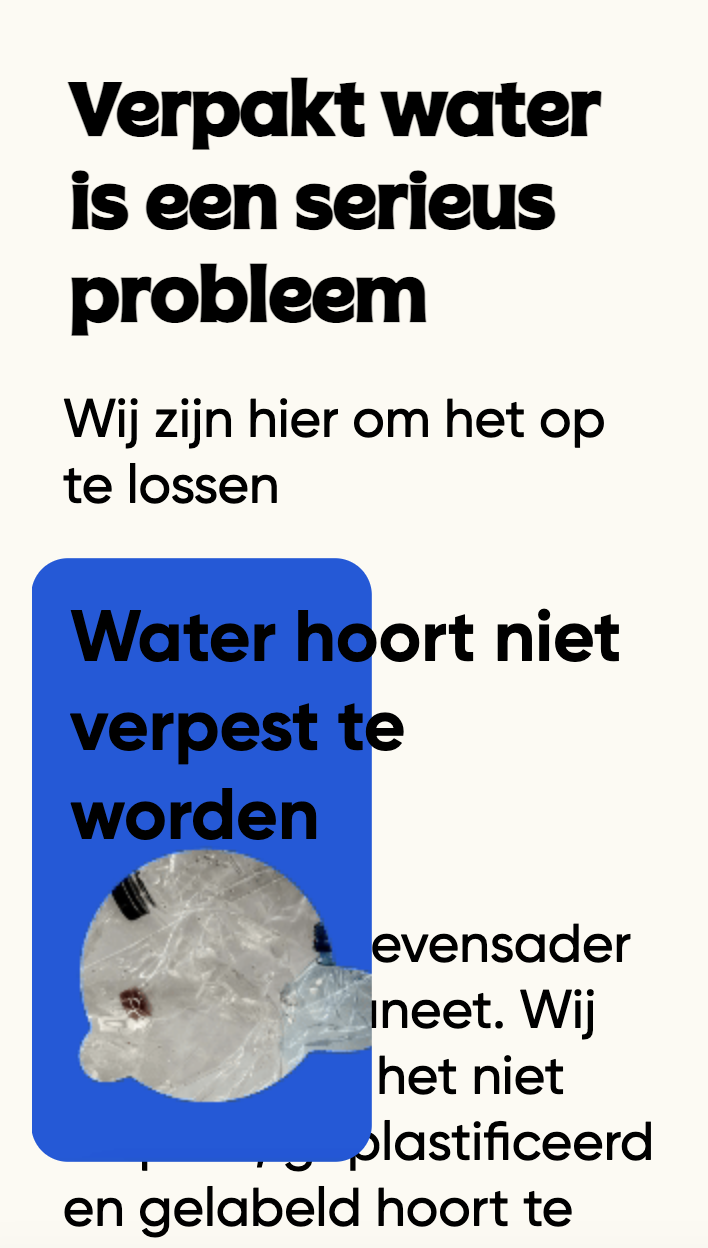 Verpakt water
is een serieus
probleem
Wij zijn hier om het op
te lossen
Water hoort niet
verpest te
worden
evensader
neet. Wij
het niet
plastificeerd
en gelabeld hoort te